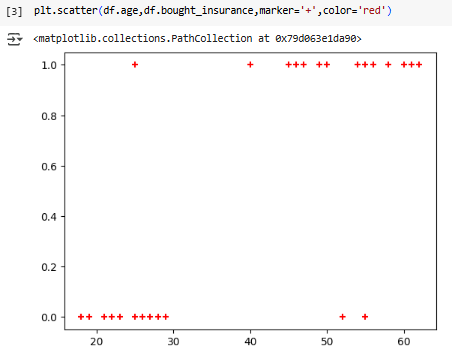 [3] plt.scatter(df.age,df.bought_insurance,marker='+',color='red')
<matplotlib.collections.PathCollection at 0x79d063e1da90>
1.0
0.8
0.6
0.4
0.2
0.0
20 30 40 50 60